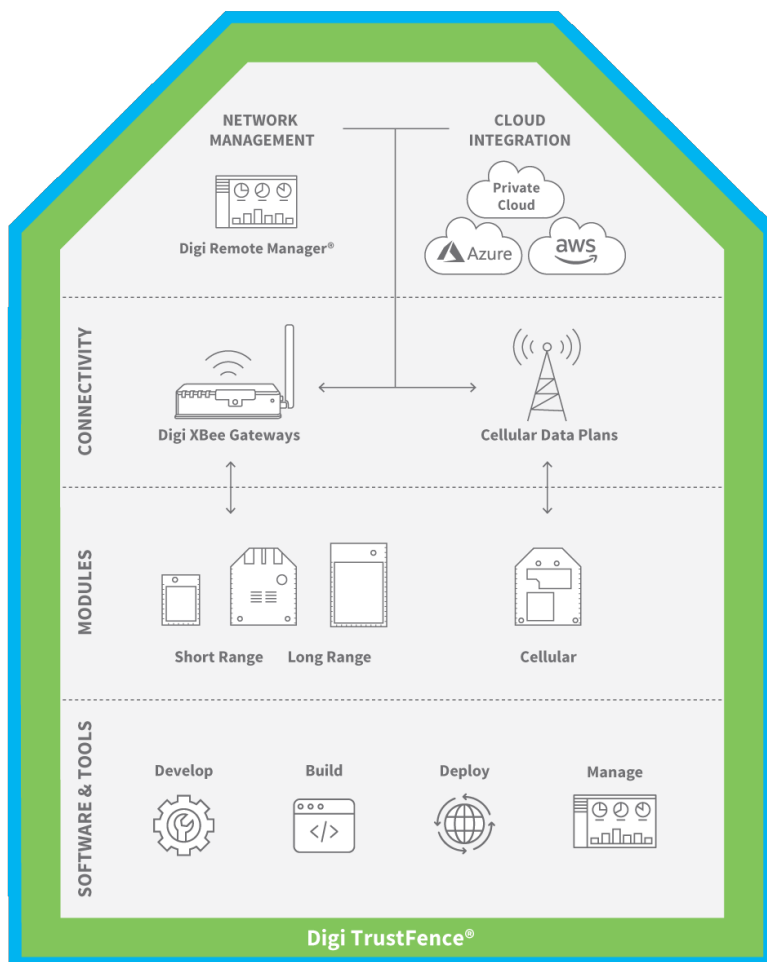 NETWORK
MANAGEMENT
Digi Remote Manager®
CLOUD
INTEGRATION
Private
Cloud
Azure
aws
CONNECTIVITY
Digi XBee Gateways
Cellular Data Plans
MODULES
Short Range
Long Range
Cellular
SOFTWARE & TOOLS
Develop
Build
</>
Deploy
Manage
Digi TrustFence®